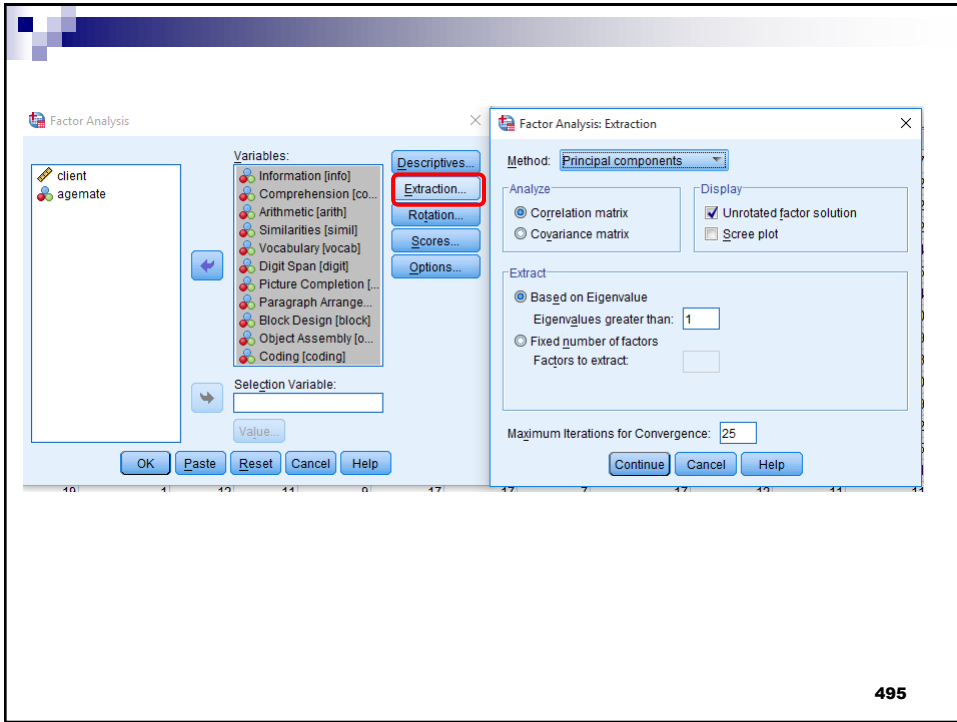 Factor Analysis
client
agemate
Variables:
Information [info]
Comprehension [co...
Arithmetic [arith]
Similarities [simil]
Vocabulary [vocab]
Digit Span [digit]
Picture Completion [...
Paragraph Arrange...
Block Design [block]
Object Assembly [o...
Coding [coding]
Selection Variable:
Value...
Descriptives...
Extraction...
Rotation...
Scores...
Options...
OK Paste Reset Cancel Help
Factor Analysis: Extraction
Method: Principal components
Analyze
Correlation matrix
Covariance matrix
Display
Unrotated factor solution
Scree plot
Extract
Based on Eigenvalue
Eigenvalues greater than: 1
Fixed number of factors
Factors to extract:
Maximum Iterations for Convergence: 25
Continue Cancel Help
495